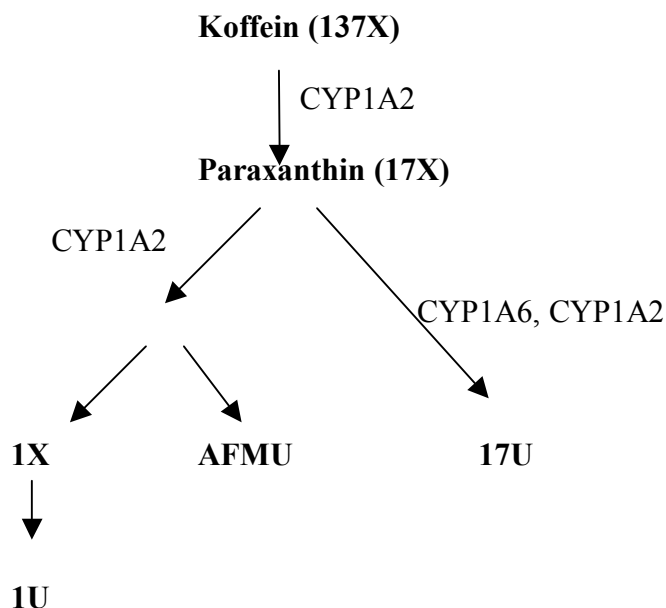 Koffein (137X)
CYP1A2
Paraxanthin (17X)
CYP1A2
CYP1A6, CYP1A2
1X AFMU 17U
1U